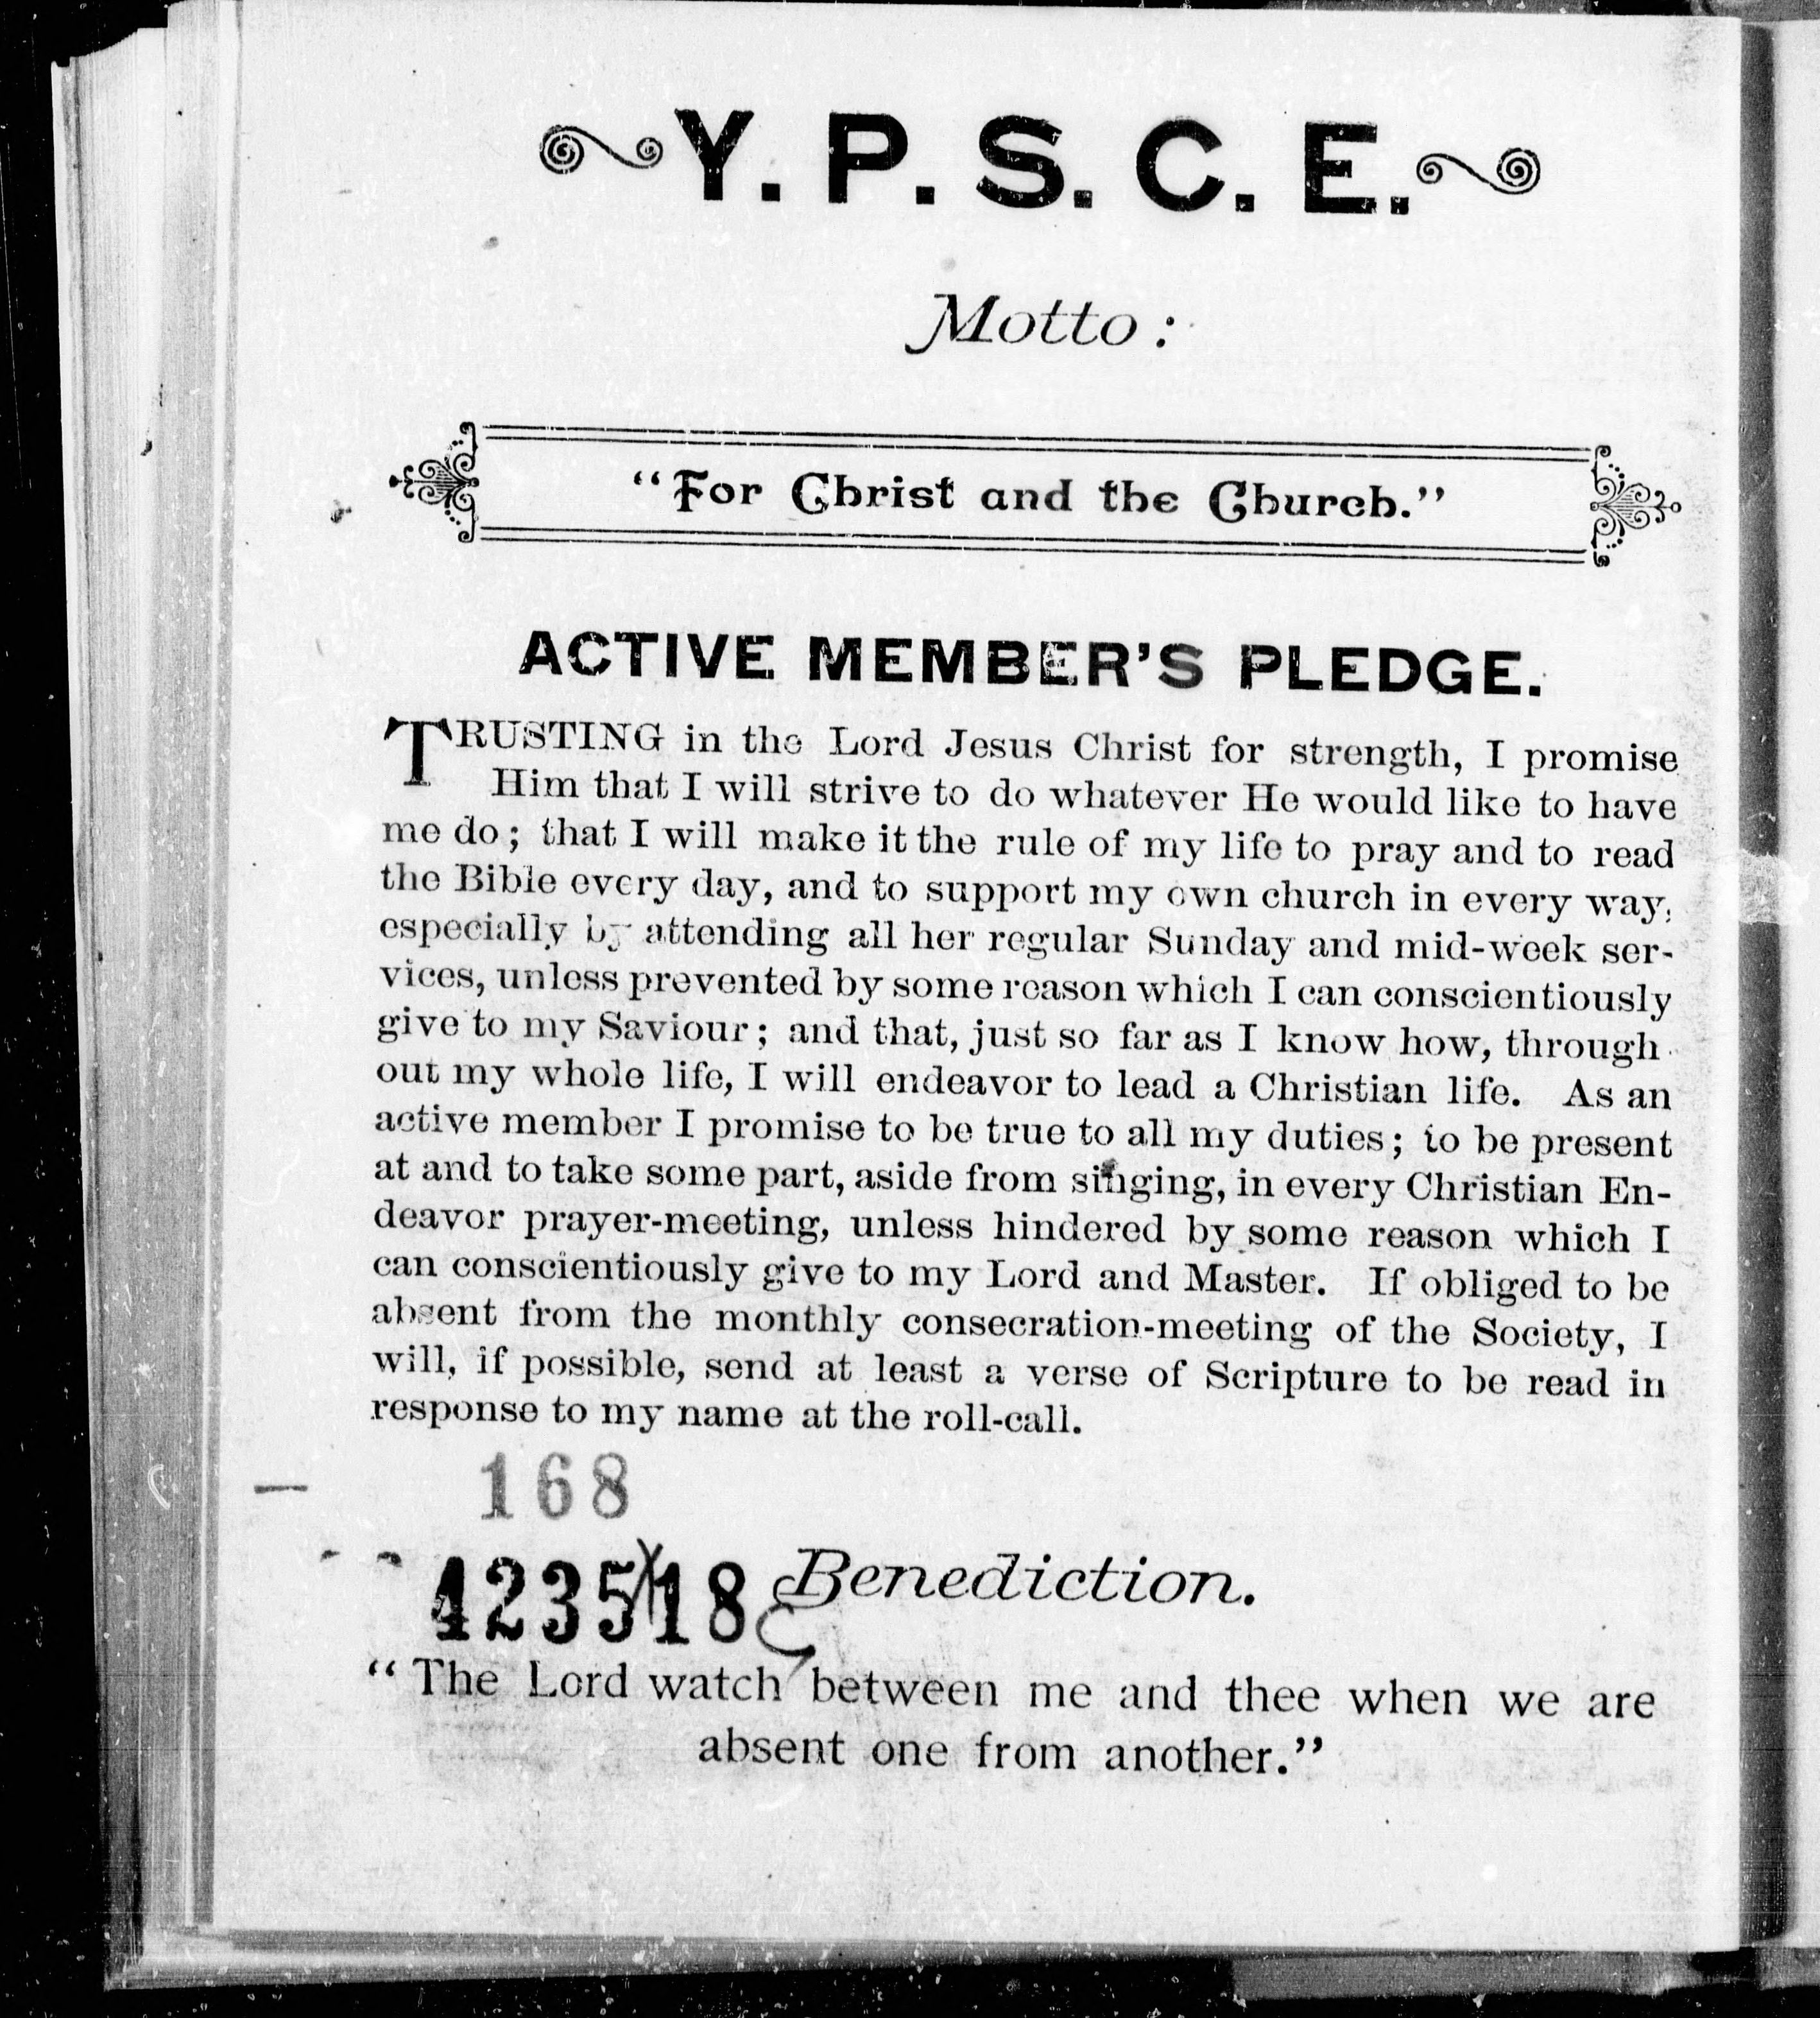 Y. P. S. C. E.
Motto:
"For Christ and the Church."
ACTIVE MEMBER'S PLEDGE.
TRUSTING in the Lord Jesus Christ for strength, I promise
Him that I will strive to do whatever He would like to have
me do; that I will make it the rule of my life to pray and to read
the Bible every day, and to support my own church in every way,
especially by attending all her regular Sunday and mid-week ser-
vices, unless prevented by some reason which I can conscientiously
give to my Saviour; and that, just so far as I know how, through-
out my whole life, I will endeavor to lead a Christian life. As an
active member I promise to be true to all my duties; to be present
at and to take some part, aside from singing, in every Christian En-
deavor prayer-meeting, unless hindered by some reason which I
can conscientiously give to my Lord and Master. If obliged to be
absent from the monthly consecration-meeting of the Society, I
will, if possible, send at least a verse of Scripture to be read in
response to my name at the roll-call.
168
4235 18
Benediction.
"The Lord watch between me and thee when we are
absent one from another."